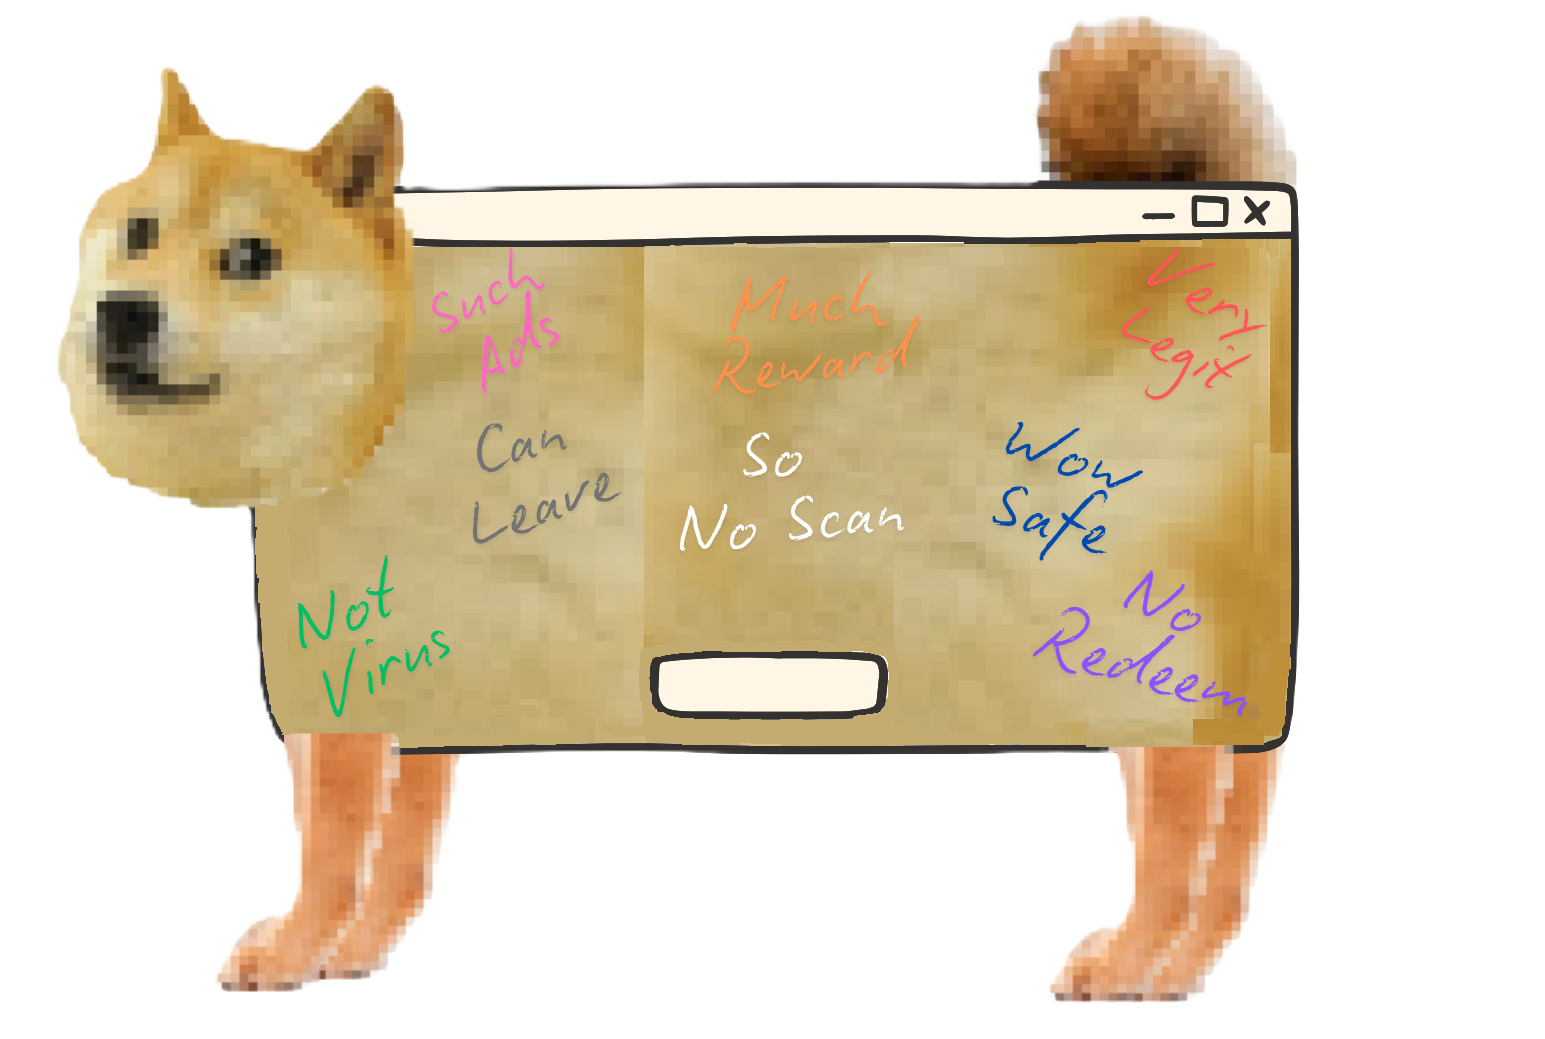 Such
Ads
Much
Reward
Very
Legit
Can
Leave
So
No Scan
Wow
Safe
Not
Virus
No
Redeem